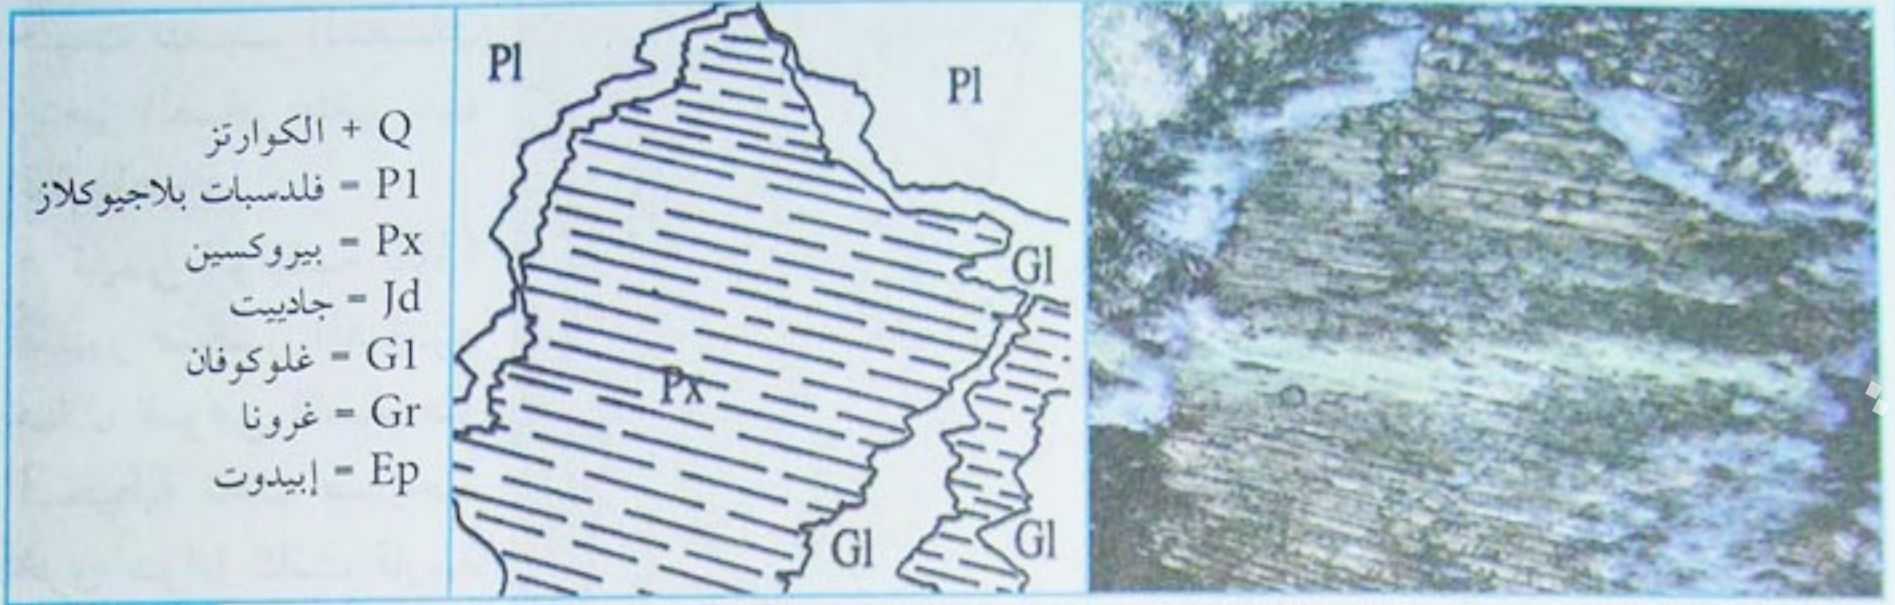 Q + الكوارتز
Pl = فلدسبات بلاجيوكلاز
Px = بيروكسين
Jd = جادييت
Gl = غلوكوفان
Gr = غرونا
Ep = إبيدوت
Pl
Pl
Gl
Px
Gl
Gl